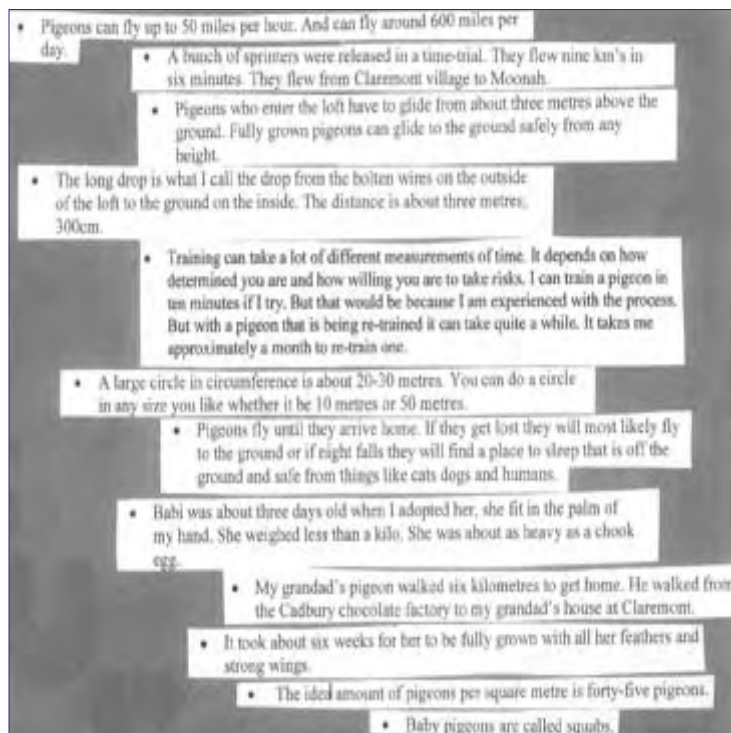 • Pigeons can fly up to 50 miles per hour. And can fly around 600 miles per
day.
• A bunch of sprinters were released in a time-trial. They flew nine km's in
six minutes. They flew from Claremont village to Moonah.
• Pigeons who enter the loft have to glide from about three metres above the
ground. Fully grown pigeons can glide to the ground safely from any
height.
• The long drop is what I call the drop from the bolten wires on the outside
of the loft to the ground on the inside. The distance is about three metres,
300cm.
• Training can take a lot of different measurements of time. It depends on how
determined you are and how willing you are to take risks. I can train a pigeon in
ten minutes if I try. But that would be because I am experienced with the process.
But with a pigeon that is being re-trained it can take quite a while. It takes me
approximately a month to re-train one.
• A large circle in circumference is about 20-30 metres. You can do a circle
in any size you like whether it be 10 metres or 50 metres.
• Pigeons fly until they arrive home. If they get lost they will most likely fly
to the ground or if night falls they will find a place to sleep that is off the
ground and safe from things like cats dogs and humans.
• Babi was about three days old when I adopted her, she fit in the palm of
my hand. She weighed less than a kilo. She was about as heavy as a chook
egg.
• My grandad's pigeon walked six kilometres to get home. He walked from
the Cadbury chocolate factory to my grandad's house at Claremont.
• It took about six weeks for her to be fully grown with all her feathers and
strong wings.
• The ideal amount of pigeons per square metre is forty-five pigeons.
• Baby pigeons are called squabs.